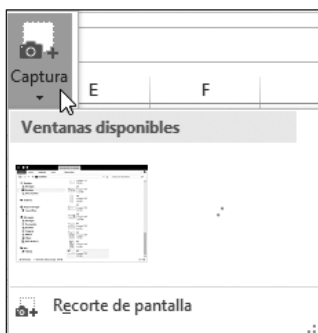 Captura
E F
Ventanas disponibles
Recorte de pantalla